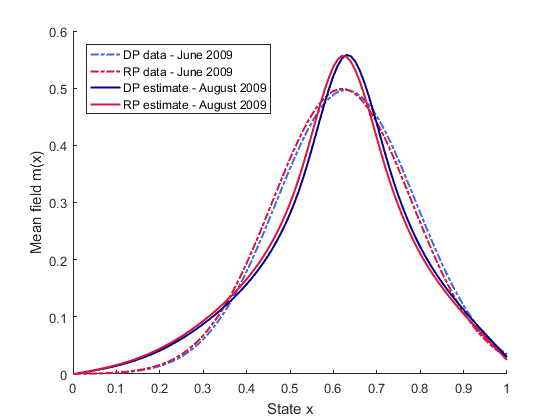 DP data - June 2009
RP data - June 2009
DP estimate - August 2009
RP estimate - August 2009
Mean field m(x)
0.6
0.5
0.4
0.3
0.2
0.1
0
0 0.1 0.2 0.3 0.4 0.5 0.6 0.7 0.8 0.9 1
State x